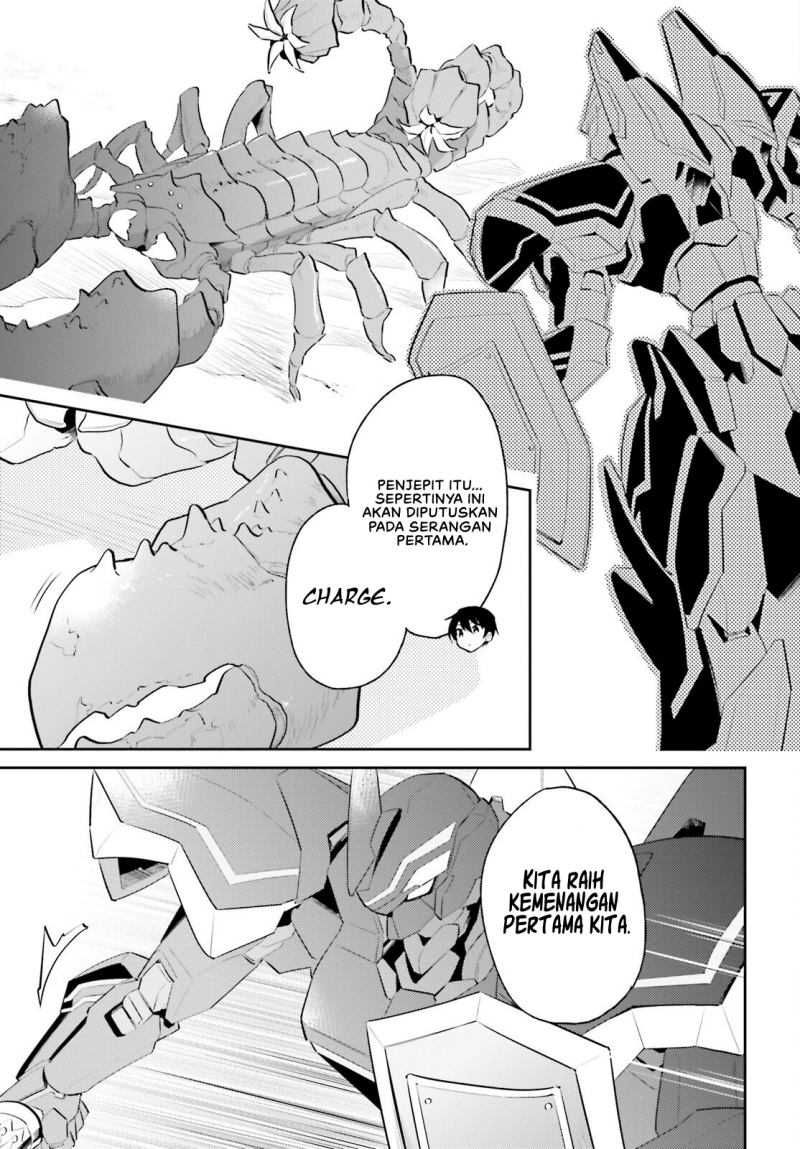 PENJEPIT ITU...
SEPERTINYA INI
AKAN DIPUTUSKAN
PADA SERANGAN
PERTAMA.
CHARGE.
KITA RAIH
KEMENANGAN
PERTAMA KITA.